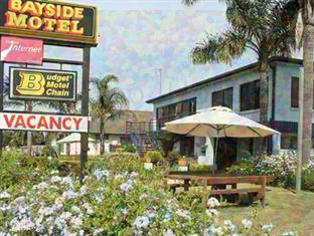 BAYSIDE
MOTEL
Internet
Budget
Motel
Chain
VACANCY